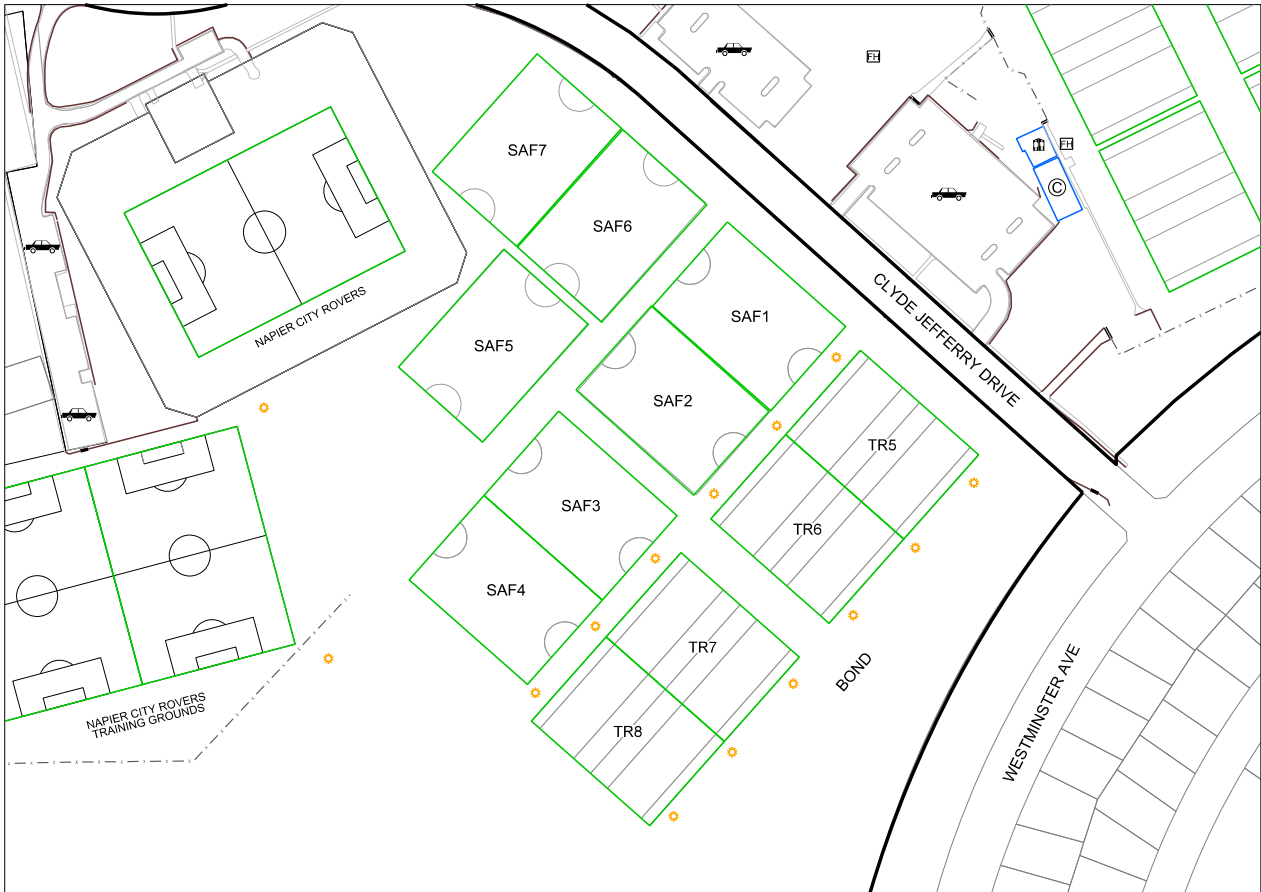 FH
FH
C
SAF7
SAF6
SAF1
SAF5
SAF2
SAF3
SAF4
TR5
TR6
TR7
TR8
NAPIER CITY ROVERS
CLYDE JEFFERRY DRIVE
BOND
WESTMINSTER AVE
NAPIER CITY ROVERS
TRAINING GROUNDS